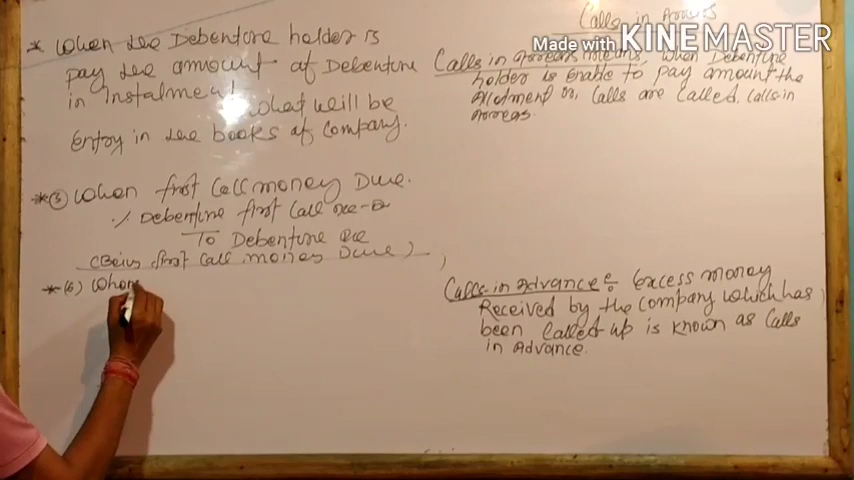 * When the Debenture holder is
pay the amount of Debenture
in Instalment what will be
Entry in the books of Company.
*(5) When first Call money Due.
./ Debenture first Call A/c - Dr
To Debenture A/c
(Being first Call money Due)
*(6) When
Calls in Arrears
Made with KINEMASTER
Calls in Arrears means, when Debenture
holder is enable to pay amount the
Allotment or, Calls are Called. Calls in
Arrears.
Calls-in Advance: excess money
Received by the Company which has
been Called up is known as Calls
in Advance.